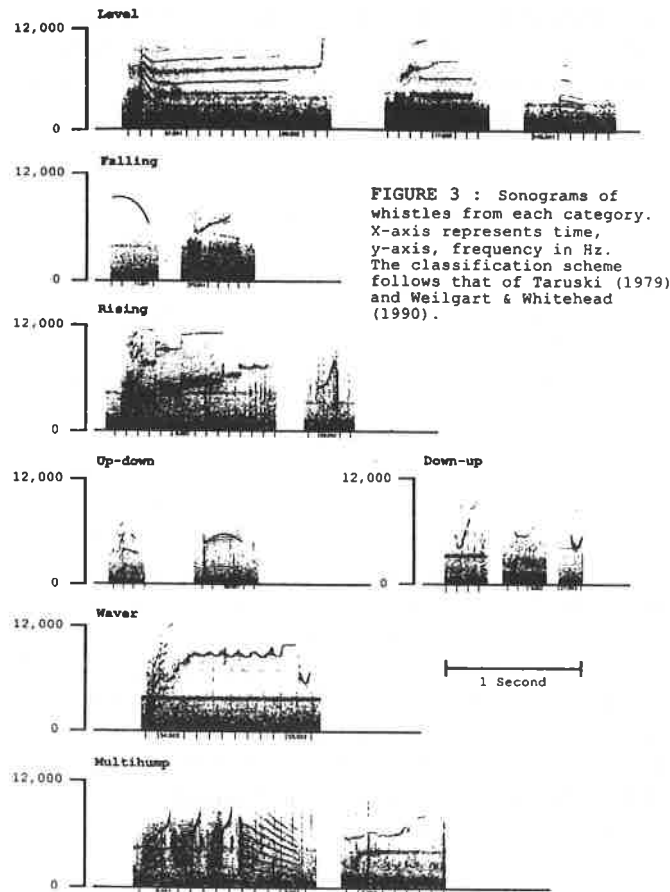 Level
12,000
0
Falling
12,000
0
FIGURE 3 : Sonograms of
whistles from each category.
X-axis represents time,
y-axis, frequency in Hz.
The classification scheme
follows that of Taruski (1979)
and Weilgart & Whitehead
(1990).
Rising
12,000
0
Up-down
12,000
0
Down-up
12,000
0
Waver
12,000
0
1 Second
Multihump
12,000
0